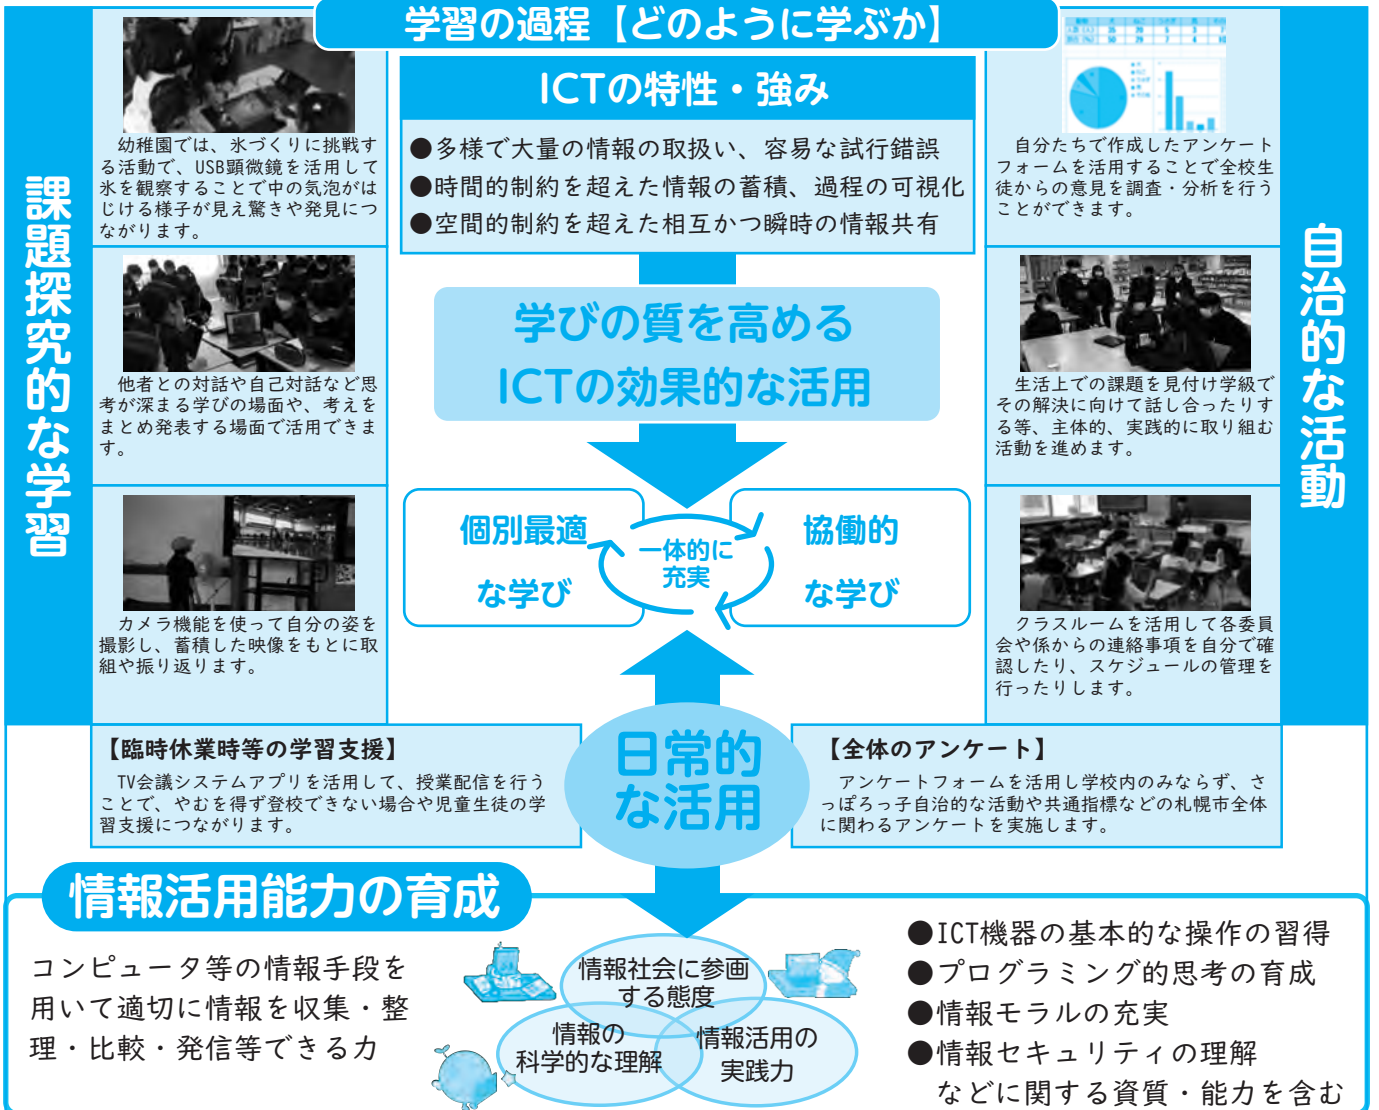 学習の過程【どのように学ぶか】
ICTの特性・強み
●多様で大量の情報の取扱い、容易な試行錯誤
●時間的制約を超えた情報の蓄積、過程の可視化
●空間的制約を超えた相互かつ瞬時の情報共有
学びの質を高める
ICTの効果的な活用
個別最適
な学び
一体的に
充実
協働的
な学び
課題探究的な学習
幼稚園では、氷づくりに挑戦す
る活動で、USB顕微鏡を活用して
氷を観察することで中の気泡がは
じける様子が見え驚きや発見につ
ながります。
他者との対話や自己対話など思
考が深まる学びの場面や、考えを
まとめ発表する場面で活用できま
す。
カメラ機能を使って自分の姿を
撮影し、蓄積した映像をもとに取
組や振り返ります。
自治的な活動
自分たちで作成したアンケート
フォームを活用することで全校生
徒からの意見を調査・分析を行う
ことができます。
生活上での課題を見付け学級で
その解決に向けて話し合ったりす
る等、主体的、実践的に取り組む
活動を進めます。
クラスルームを活用して各委員
会や係からの連絡事項を自分で確
認したり、スケジュールの管理を
行ったりします。
【臨時休業時等の学習支援】
TV会議システムアプリを活用して、授業配信を行う
ことで、やむを得ず登校できない場合や児童生徒の学
習支援につながります。
日常的
な活用
【全体のアンケート】
アンケートフォームを活用し学校内のみならず、さ
っぽろっ子自治的な活動や共通指標などの札幌市全体
に関わるアンケートを実施します。
情報活用能力の育成
コンピュータ等の情報手段を
用いて適切に情報を収集・整
理・比較・発信等できる力
情報社会に参画
する態度
情報の
科学的な理解
情報活用の
実践力
●ICT機器の基本的な操作の習得
●プログラミング的思考の育成
●情報モラルの充実
●情報セキュリティの理解
などに関する資質・能力を含む